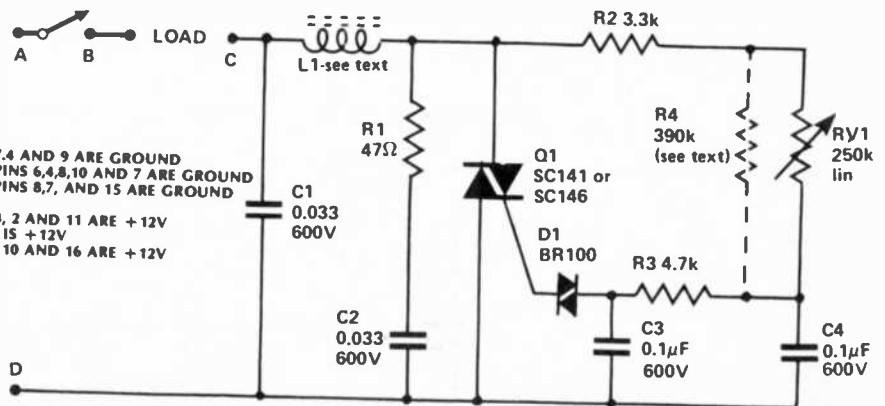 A
B
LOAD
C
L1-see text
R2 3.3k
R1
47Ω
R4
390k
(see text)
RV1
250k
lin
7.4 AND 9 ARE GROUND
PINS 6,4,8,10 AND 7 ARE GROUND
PINS 8,7, AND 15 ARE GROUND
, 2 AND 11 ARE +12V
IS +12V
10 AND 16 ARE +12V
C1
0.033
600V
Q1
SC141 or
SC146
D1
BR100
R3 4.7k
C2
0.033
600V
C3
0.1μF
600V
C4
0.1μF
600V
D